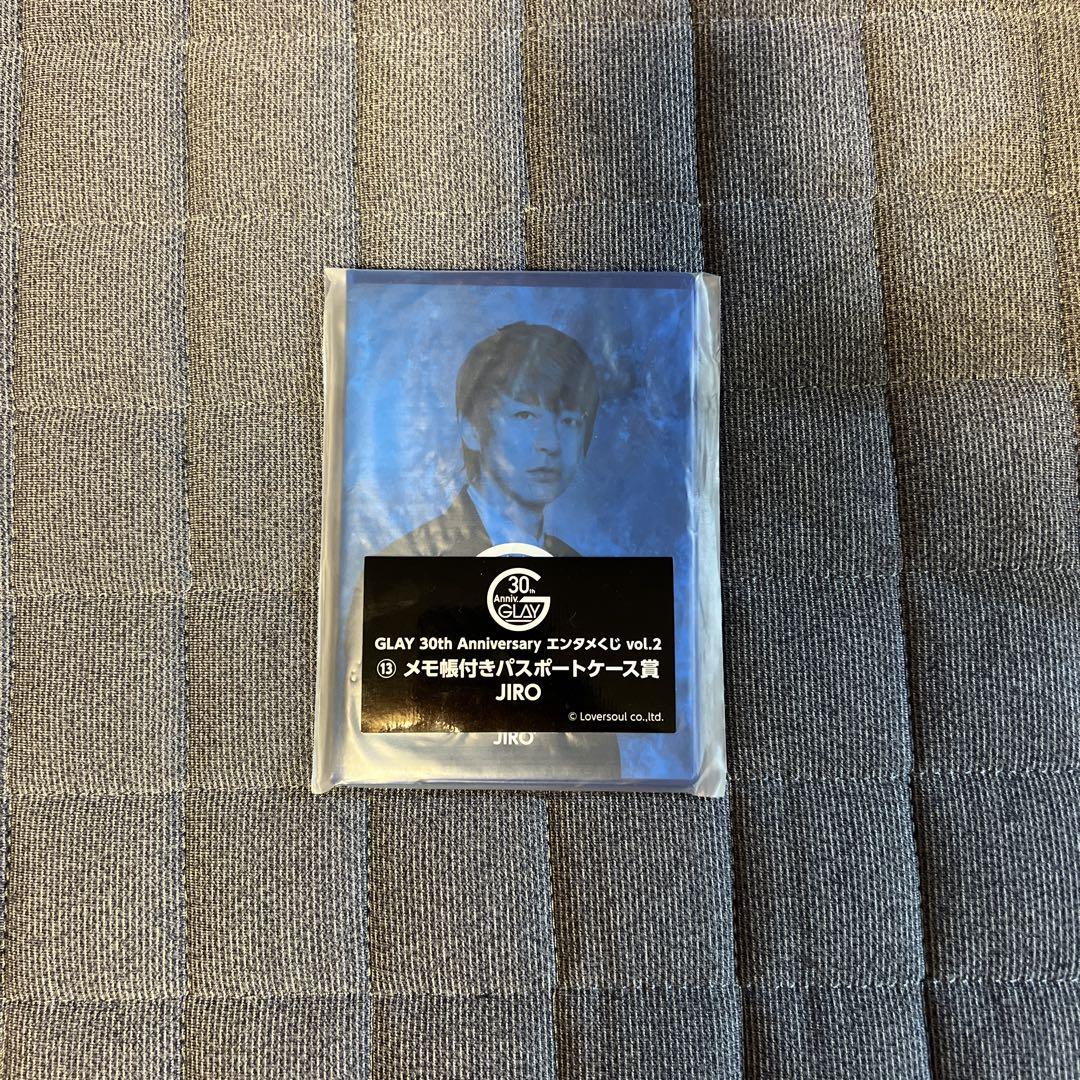 30th
Anniv.
GLAY
GLAY 30th Anniversary エンタメくじ vol.2
⑬ メモ帳付きパスポートケース賞
JIRO
© Loversoul co.,ltd.
JIRO